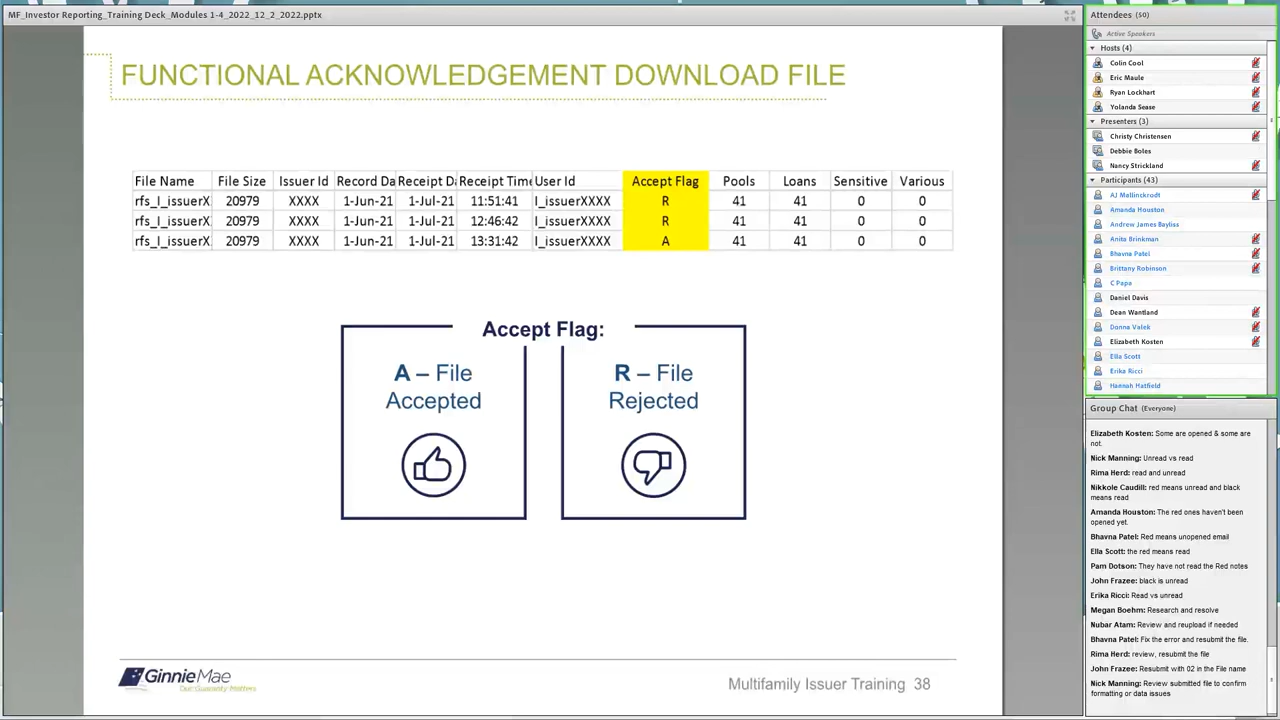 MF_Investor Reporting_Training Deck_Modules 1-4_2022_12_2_2022.pptx
FUNCTIONAL ACKNOWLEDGEMENT DOWNLOAD FILE
File Name File Size Issuer Id Record Da Receipt Da Receipt Time User Id Accept Flag Pools Loans Sensitive Various
rfs_I_issuerX 20979 XXXX 1-Jun-21 1-Jul-21 11:51:41 I_issuerXXXX R 41 41 0 0
rfs_I_issuerX 20979 XXXX 1-Jun-21 1-Jul-21 12:46:42 I_issuerXXXX R 41 41 0 0
rfs_I_issuerX 20979 XXXX 1-Jun-21 1-Jul-21 13:31:42 I_issuerXXXX A 41 41 0 0
Accept Flag:
A – File
Accepted
R – File
Rejected
GinnieMae
Our Guaranty Matters
Multifamily Issuer Training 38
Attendees (50)
Active Speakers
Hosts (4)
Colin Cool
Eric Maule
Ryan Lockhart
Yolanda Sease
Presenters (3)
Christy Christensen
Debbie Boles
Nancy Strickland
Participants (43)
AJ Mallinckrodt
Amanda Houston
Andrew James Bayliss
Anita Brinkman
Bhavna Patel
Brittany Robinson
C Papa
Daniel Davis
Dean Wantland
Donna Valek
Elizabeth Kosten
Ella Scott
Erika Ricci
Hannah Hatfield
Group Chat (Everyone)
Elizabeth Kosten: Some are opened & some are
not.
Nick Manning: Unread vs read
Rima Herd: read and unread
Nikkole Caudill: red means unread and black
means read
Amanda Houston: The red ones haven't been
opened yet.
Bhavna Patel: Red means unopened email
Ella Scott: the red means read
Pam Dotson: They have not read the Red notes
John Frazee: black is unread
Erika Ricci: Read vs unread
Megan Boehm: Research and resolve
Nubar Atam: Review and reupload if needed
Bhavna Patel: Fix the error and resubmit the file.
Rima Herd: review, resubmit the file
John Frazee: Resubmit with 02 in the File name
Nick Manning: Review submitted file to confirm
formatting or data issues